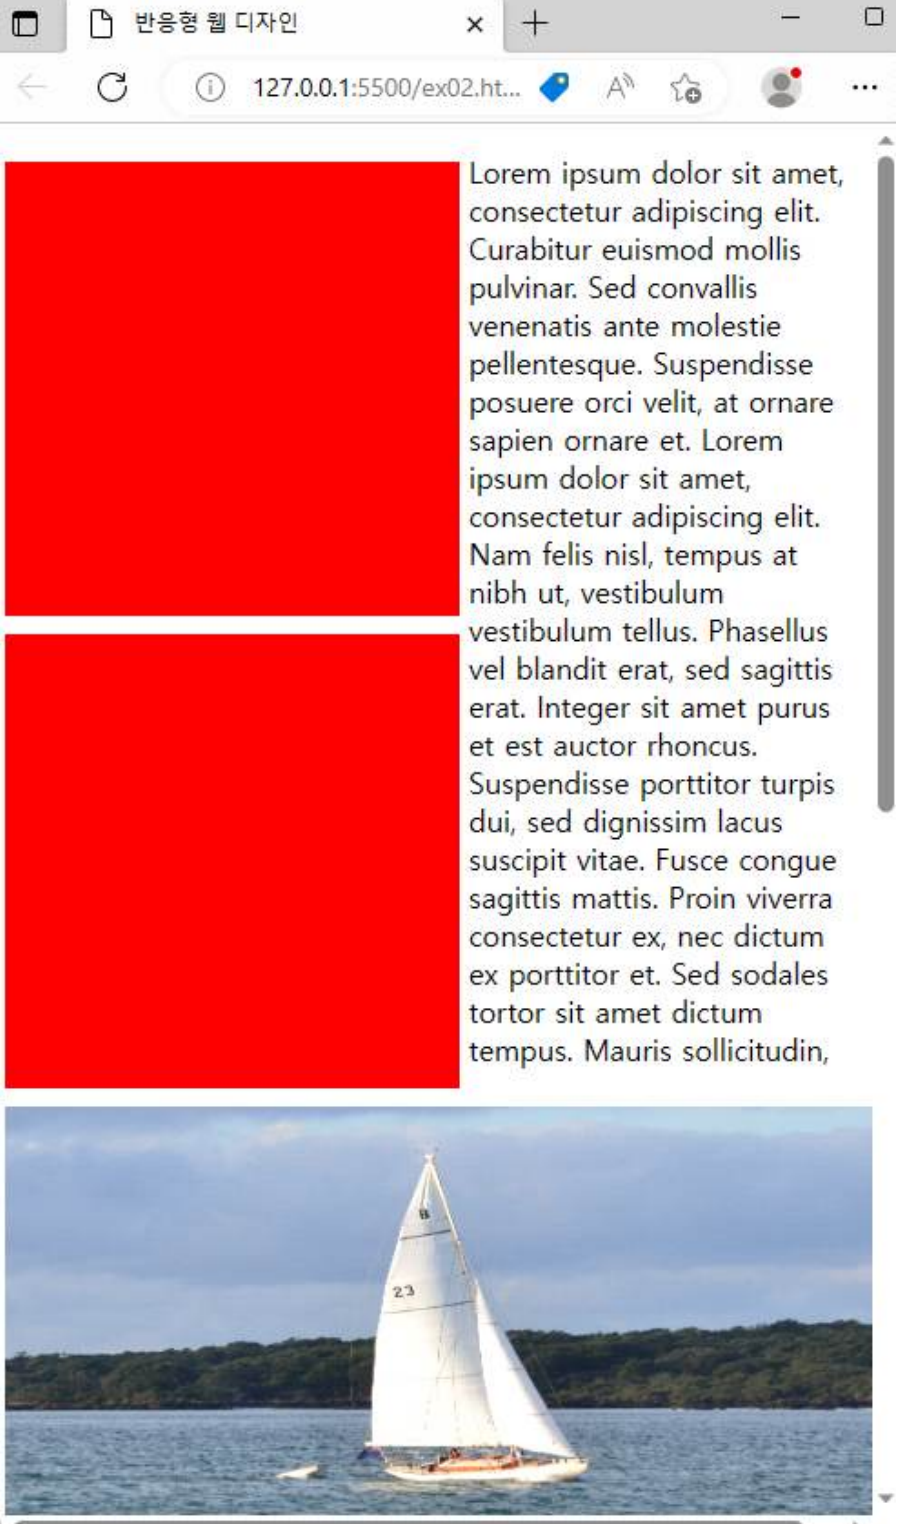 반응형 웹 디자인
127.0.0.1:5500/ex02.ht...
Lorem ipsum dolor sit amet,
consectetur adipiscing elit.
Curabitur euismod mollis
pulvinar. Sed convallis
venenatis ante molestie
pellentesque. Suspendisse
posuere orci velit, at ornare
sapien ornare et. Lorem
ipsum dolor sit amet,
consectetur adipiscing elit.
Nam felis nisl, tempus at
nibh ut, vestibulum
vestibulum tellus. Phasellus
vel blandit erat, sed sagittis
erat. Integer sit amet purus
et est auctor rhoncus.
Suspendisse porttitor turpis
dui, sed dignissim lacus
suscipit vitae. Fusce congue
sagittis mattis. Proin viverra
consectetur ex, nec dictum
ex porttitor et. Sed sodales
tortor sit amet dictum
tempus. Mauris sollicitudin,
8
23